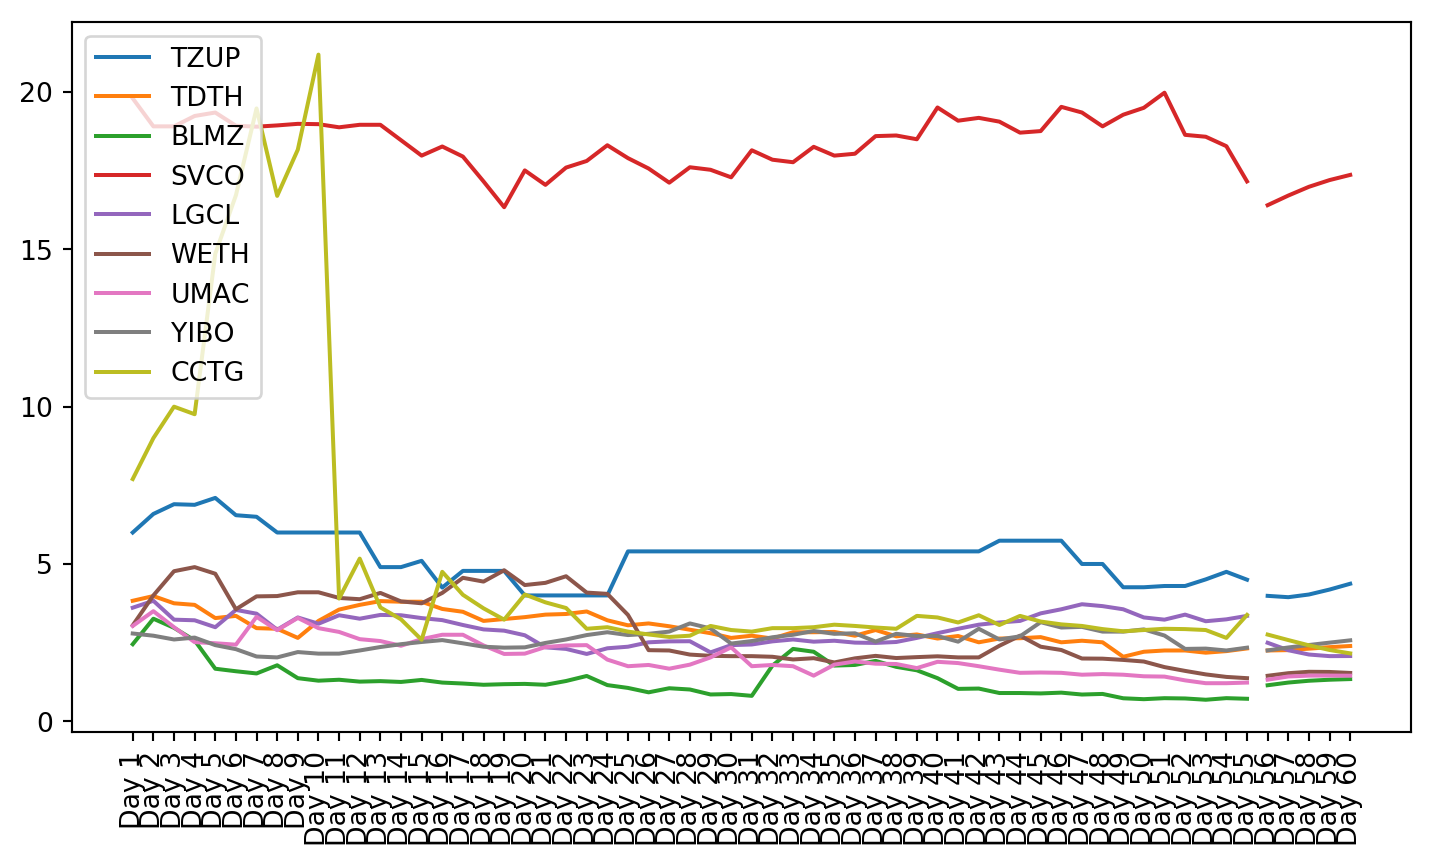 20
15
10
5
0
TZUP
TDTH
BLMZ
SVCO
LGCL
WETH
UMAC
YIBO
CCTG
Day 1
Day 2
Day 3
Day 4
Day 5
Day 6
Day 7
Day 8
Day 9
Day 10
Day 11
Day 12
Day 13
Day 14
Day 15
Day 16
Day 17
Day 18
Day 19
Day 20
Day 21
Day 22
Day 23
Day 24
Day 25
Day 26
Day 27
Day 28
Day 29
Day 30
Day 31
Day 32
Day 33
Day 34
Day 35
Day 36
Day 37
Day 38
Day 39
Day 40
Day 41
Day 42
Day 43
Day 44
Day 45
Day 46
Day 47
Day 48
Day 49
Day 50
Day 51
Day 52
Day 53
Day 54
Day 55
Day 56
Day 57
Day 58
Day 59
Day 60